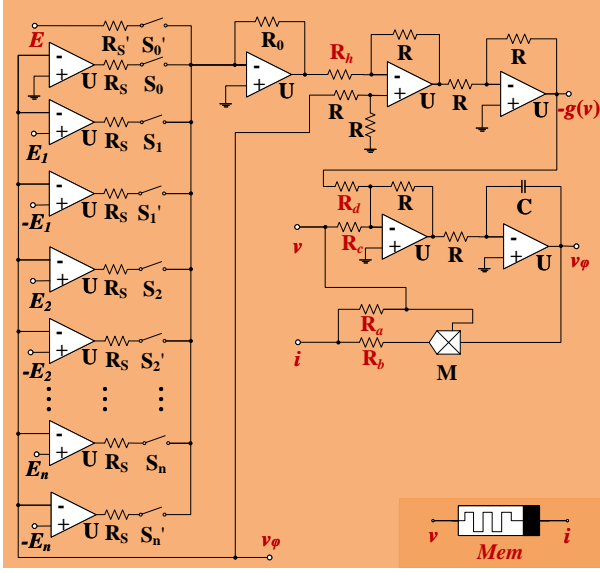 E R_S' S_0' R_0 R_h R R
U R_S S_0 U R U R U -g(v)
R
E_1 U R_S S_1
-E_1 U R_S S_1'
R_d R C
v R_c U R U v_φ
E_2 U R_S S_2
-E_2 U R_S S_2'
R_a
i R_b M
E_n U R_S S_n
-E_n U R_S S_n'
v_φ
v Mem i